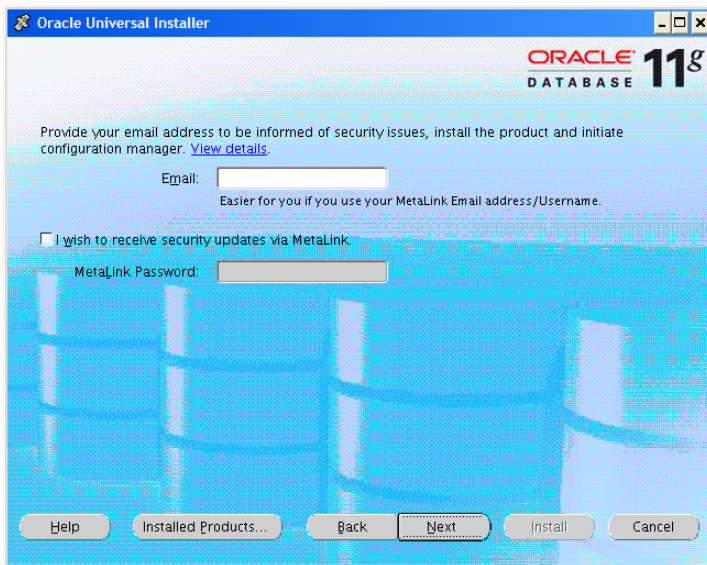 Oracle Universal Installer
ORACLE
DATABASE
11g
Provide your email address to be informed of security issues, install the product and initiate
configuration manager. View details.
Email:
Easier for you if you use your MetaLink Email address/Username.
I wish to receive security updates via MetaLink.
MetaLink Password:
Help Installed Products... Back Next Install Cancel